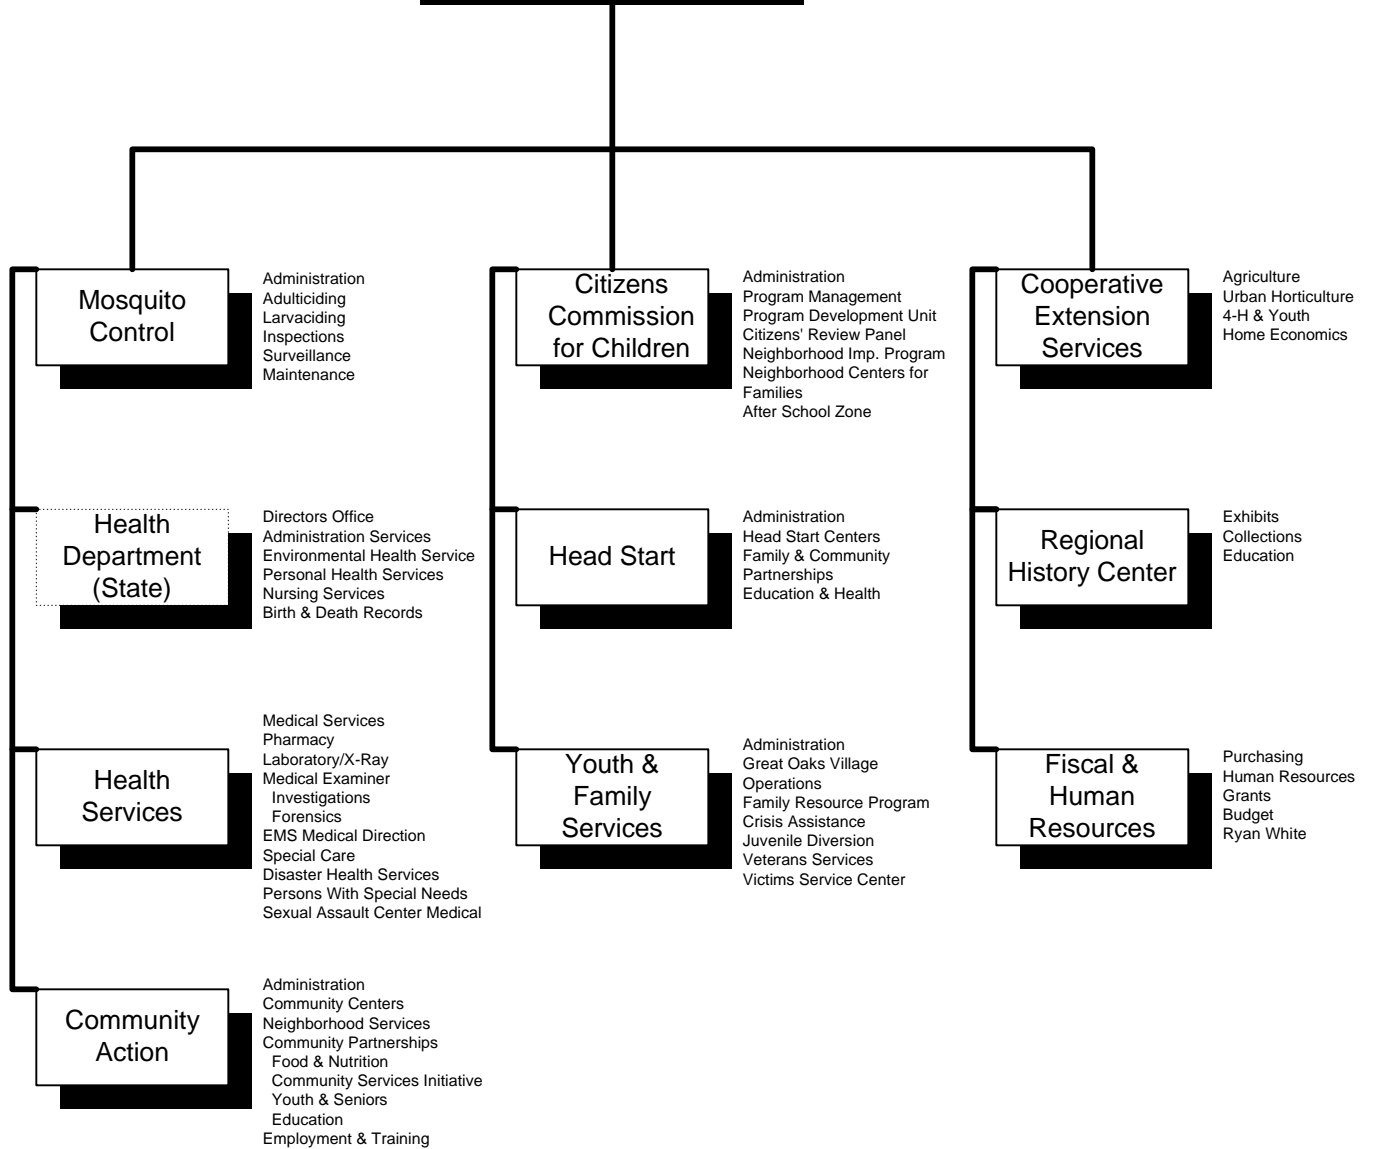 Mosquito
Control
Administration
Adulticiding
Larvaciding
Inspections
Surveillance
Maintenance
Health
Department
(State)
Directors Office
Administration Services
Environmental Health Service
Personal Health Services
Nursing Services
Birth & Death Records
Health
Services
Medical Services
Pharmacy
Laboratory/X-Ray
Medical Examiner
Investigations
Forensics
EMS Medical Direction
Special Care
Disaster Health Services
Persons With Special Needs
Sexual Assault Center Medical
Community
Action
Administration
Community Centers
Neighborhood Services
Community Partnerships
Food & Nutrition
Community Services Initiative
Youth & Seniors
Education
Employment & Training
Citizens
Commission
for Children
Administration
Program Management
Program Development Unit
Citizens' Review Panel
Neighborhood Imp. Program
Neighborhood Centers for
Families
After School Zone
Head Start
Administration
Head Start Centers
Family & Community
Partnerships
Education & Health
Youth &
Family
Services
Administration
Great Oaks Village
Operations
Family Resource Program
Crisis Assistance
Juvenile Diversion
Veterans Services
Victims Service Center
Cooperative
Extension
Services
Agriculture
Urban Horticulture
4-H & Youth
Home Economics
Regional
History Center
Exhibits
Collections
Education
Fiscal &
Human
Resources
Purchasing
Human Resources
Grants
Budget
Ryan White